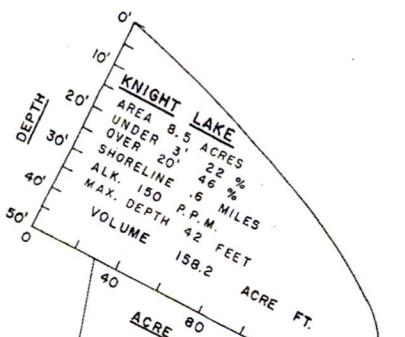 0'
10'
20'
30'
40'
50'
DEPTH
KNIGHT LAKE
AREA 8.5 ACRES
UNDER 3' 22 %
OVER 20' 46 %
SHORELINE .6 MILES
ALK. 150 P.P.M.
MAX. DEPTH 42 FEET
VOLUME 158.2 ACRE FT.
0
40
80
ACRE